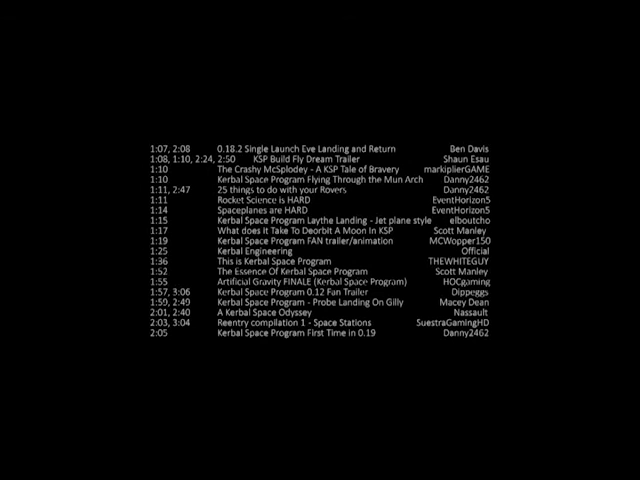 1:07, 2:08 0.18.2 Single Launch Eve Landing and Return Ben Davis
1:08, 1:10, 2:24, 2:50 KSP Build Fly Dream Trailer Shaun Esau
1:10 The Crashy McSplodey - A KSP Tale of Bravery markiplierGAME
1:10 Kerbal Space Program Flying Through the Mun Arch Danny2462
1:11, 2:47 25 things to do with your Rovers Danny2462
1:11 Rocket Science is HARD EventHorizon5
1:14 Spaceplanes are HARD EventHorizon5
1:15 Kerbal Space Program Laythe Landing - Jet plane style elboutcho
1:17 What does It Take To Deorbit A Moon In KSP Scott Manley
1:19 Kerbal Space Program FAN trailer/animation MCWopper150
1:25 Kerbal Engineering Official
1:36 This is Kerbal Space Program THEWHITEGUY
1:52 The Essence Of Kerbal Space Program Scott Manley
1:55 Artificial Gravity FINALE (Kerbal Space Program) HOCgaming
1:57, 3:06 Kerbal Space Program 0.12 Fan Trailer Dippeggs
1:59, 2:49 Kerbal Space Program - Probe Landing On Gilly Macey Dean
2:01, 2:40 A Kerbal Space Odyssey Nassault
2:03, 3:04 Reentry compilation 1 - Space Stations SuestraGamingHD
2:05 Kerbal Space Program First Time in 0.19 Danny2462